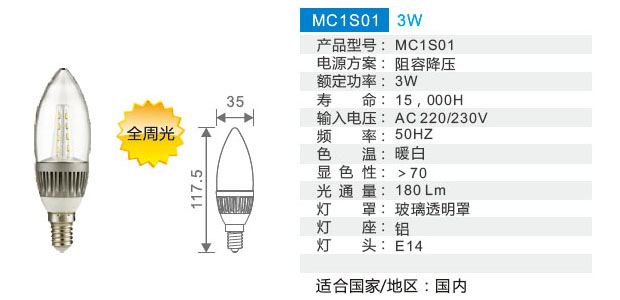 MC1S01 3W
产品型号：MC1S01
电源方案：阻容降压
额定功率：3W
寿 命：15，000H
输入电压：AC 220/230V
频 率：50HZ
色 温：暖白
显 色 性：＞70
光 通 量：180 Lm
灯 罩：玻璃透明罩
灯 座：铝
灯 头：E14
适合国家/地区：国内
全周光
35
117.5